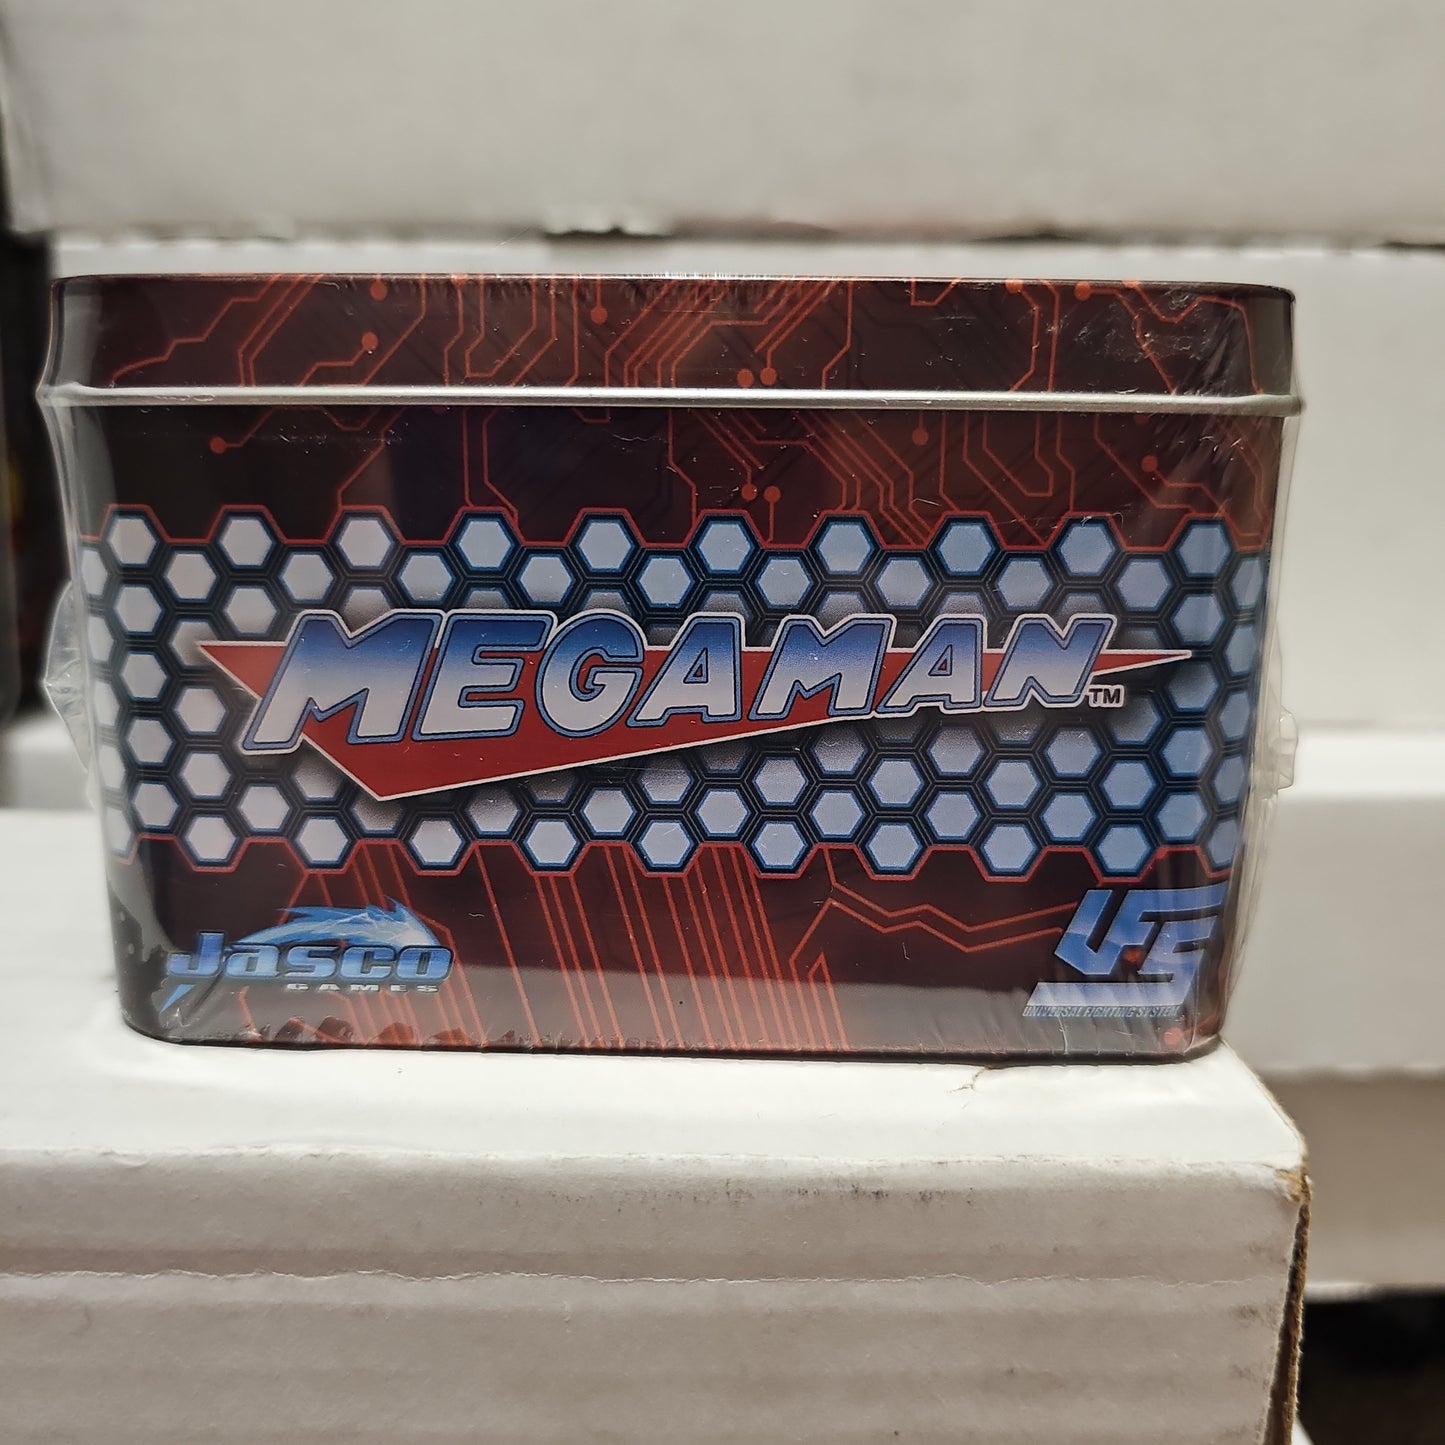 MEGAMAN™
Jasco
GAMES
UFS
UNIVERSAL FIGHTING SYSTEM